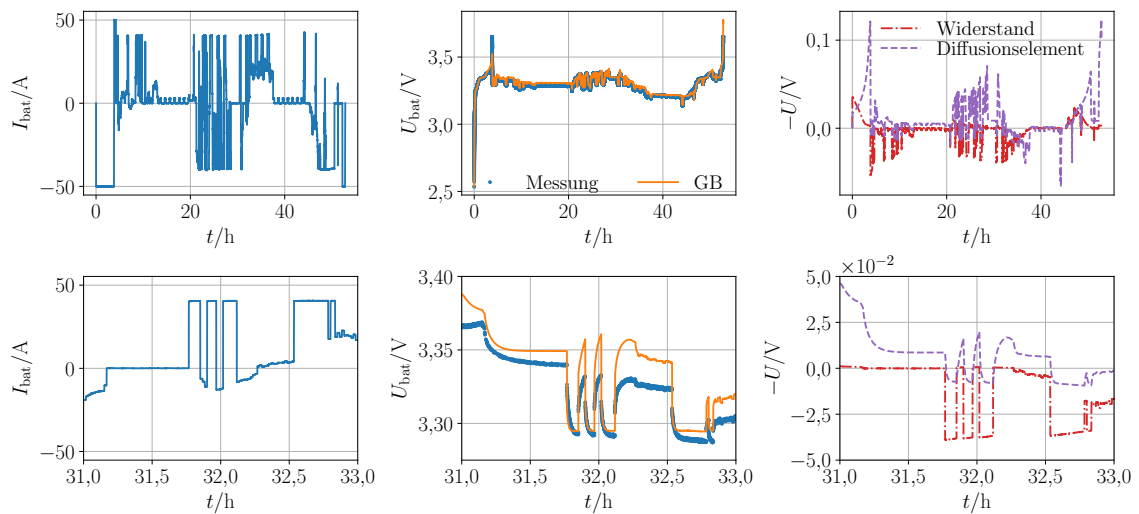 50
0
−50
I_bat/A
0
20
40
t/h
3,5
3,0
2,5
U_bat/V
Messung
GB
0
20
40
t/h
0,1
0,0
−U/V
Widerstand
Diffusionselement
0
20
40
t/h
50
0
−50
I_bat/A
31,0
31,5
32,0
32,5
33,0
t/h
3.40
3,35
3.30
U_bat/V
31,0
31,5
32,0
32,5
33,0
t/h
×10⁻²
5.0
2.5
0.0
−2.5
−5.0
−U/V
31,0
31,5
32,0
32,5
33,0
t/h